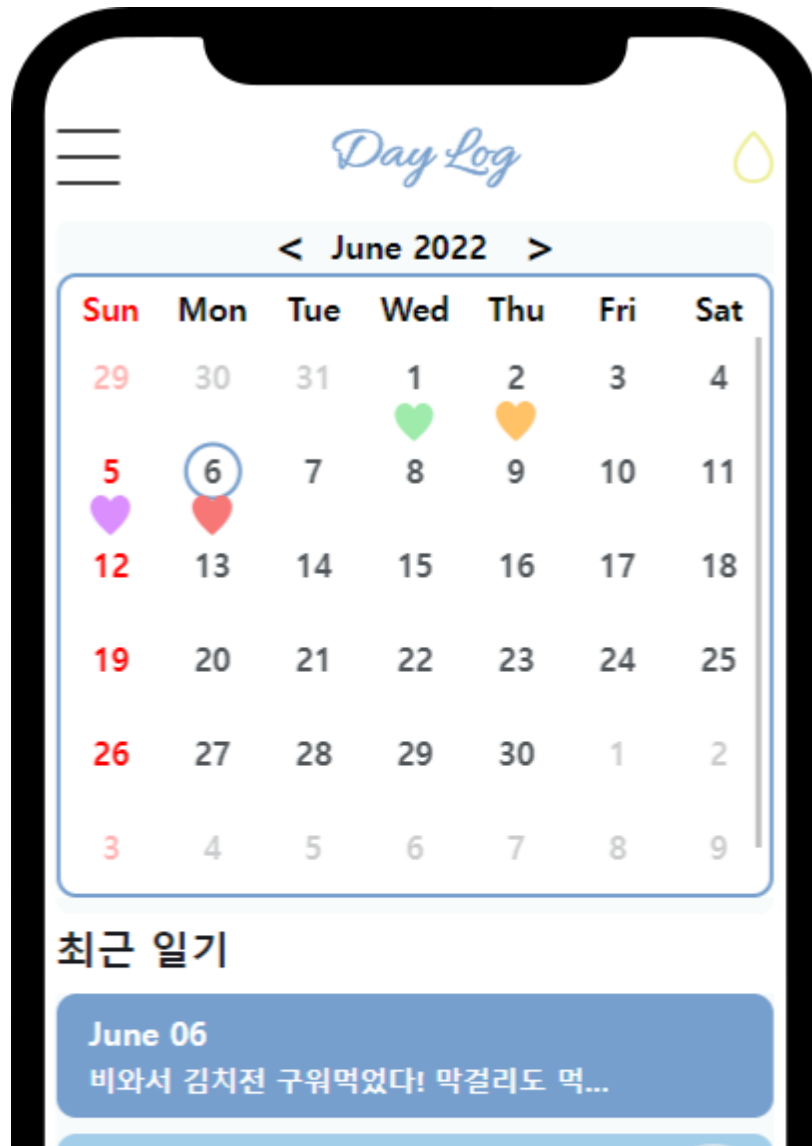 Day Log
< June 2022 >
Sun Mon Tue Wed Thu Fri Sat
29 30 31 1 2 3 4
5 6 7 8 9 10 11
12 13 14 15 16 17 18
19 20 21 22 23 24 25
26 27 28 29 30 1 2
3 4 5 6 7 8 9
최근 일기
June 06
비와서 김치전 구워먹었다! 막걸리도 먹...